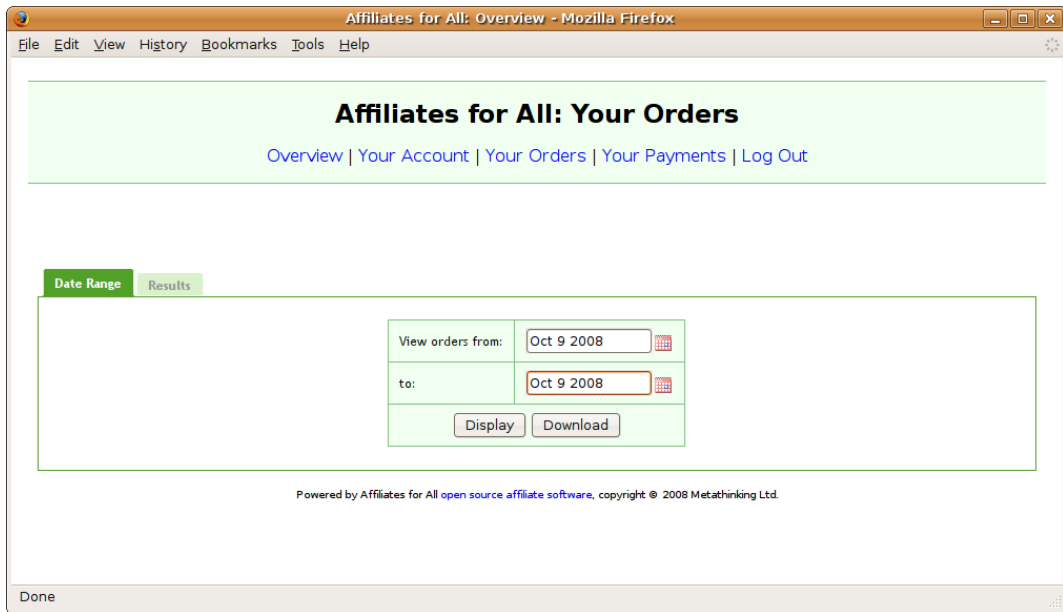 Affiliates for All: Overview - Mozilla Firefox
File Edit View History Bookmarks Tools Help
Affiliates for All: Your Orders
Overview | Your Account | Your Orders | Your Payments | Log Out
Date Range Results
View orders from: Oct 9 2008
to: Oct 9 2008
Display Download
Powered by Affiliates for All open source affiliate software, copyright © 2008 Metathinking Ltd.
Done